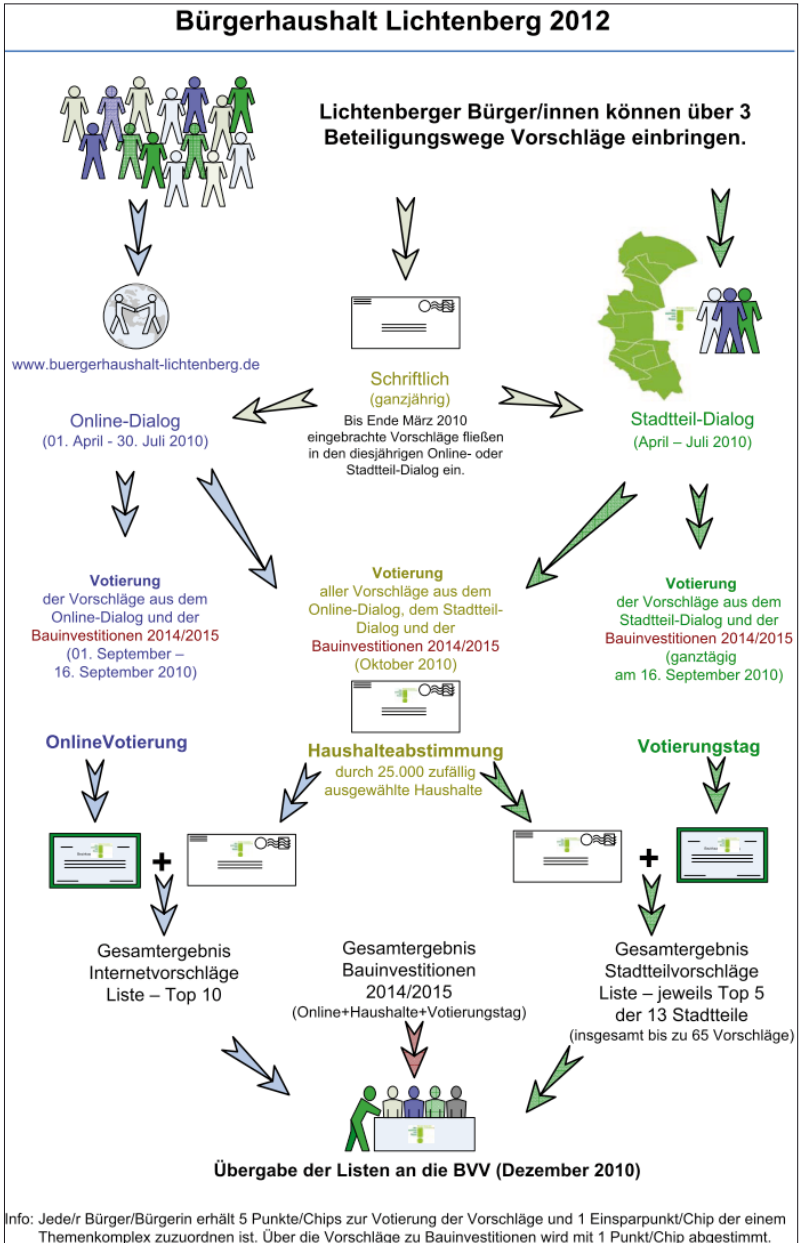 Bürgerhaushalt Lichtenberg 2012
Lichtenberger Bürger/innen können über 3
Beteiligungswege Vorschläge einbringen.
www.buergerhaushalt-lichtenberg.de
Online-Dialog
(01. April - 30. Juli 2010)
Schriftlich
(ganzjährig)
Bis Ende März 2010
eingebrachte Vorschläge fließen
in den diesjährigen Online- oder
Stadtteil-Dialog ein.
Stadtteil-Dialog
(April – Juli 2010)
Votierung
der Vorschläge aus dem
Online-Dialog und der
Bauinvestitionen 2014/2015
(01. September –
16. September 2010)
Votierung
aller Vorschläge aus dem
Online-Dialog, dem Stadtteil-
Dialog und der
Bauinvestitionen 2014/2015
(Oktober 2010)
Votierung
der Vorschläge aus dem
Stadtteil-Dialog und der
Bauinvestitionen 2014/2015
(ganztägig
am 16. September 2010)
OnlineVotierung
Haushalteabstimmung
durch 25.000 zufällig
ausgewählte Haushalte
Votierungstag
+
+
Gesamtergebnis
Internetvorschläge
Liste – Top 10
Gesamtergebnis
Bauinvestitionen
2014/2015
(Online+Haushalte+Votierungstag)
Gesamtergebnis
Stadtteilvorschläge
Liste – jeweils Top 5
der 13 Stadtteile
(insgesamt bis zu 65 Vorschläge)
Übergabe der Listen an die BVV (Dezember 2010)
Info: Jede/r Bürger/Bürgerin erhält 5 Punkte/Chips zur Votierung der Vorschläge und 1 Einsparpunkt/Chip der einem
Themenkomplex zuzuordnen ist. Über die Vorschläge zu Bauinvestitionen wird mit 1 Punkt/Chip abgestimmt.